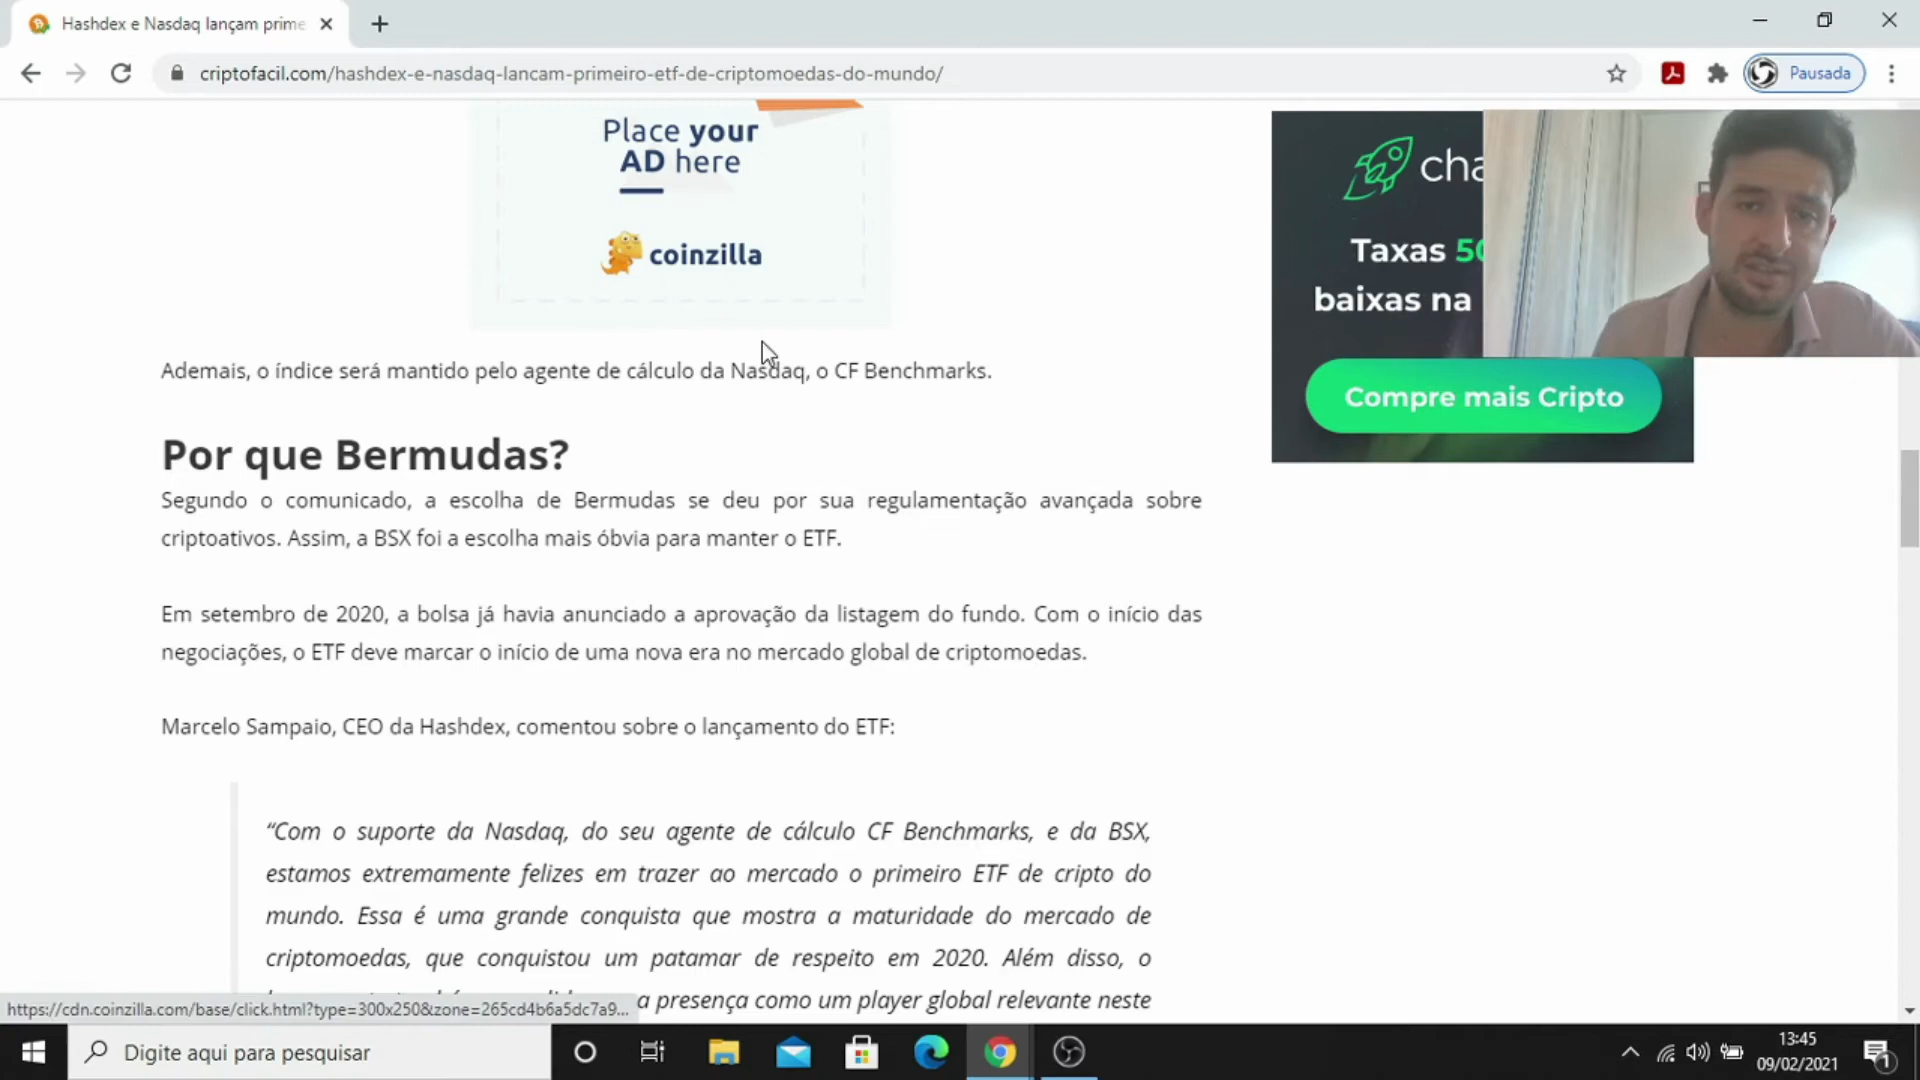 Hashdex e Nasdaq lançam prime
criptofacil.com/hashdex-e-nasdaq-lancam-primeiro-etf-de-criptomoedas-do-mundo/
Pausada
Place your
AD here
coinzilla
cha
Taxas 50
baixas na
Compre mais Cripto
Ademais, o índice será mantido pelo agente de cálculo da Nasdaq, o CF Benchmarks.
Por que Bermudas?
Segundo o comunicado, a escolha de Bermudas se deu por sua regulamentação avançada sobre
criptoativos. Assim, a BSX foi a escolha mais óbvia para manter o ETF.
Em setembro de 2020, a bolsa já havia anunciado a aprovação da listagem do fundo. Com o início das
negociações, o ETF deve marcar o início de uma nova era no mercado global de criptomoedas.
Marcelo Sampaio, CEO da Hashdex, comentou sobre o lançamento do ETF:
“Com o suporte da Nasdaq, do seu agente de cálculo CF Benchmarks, e da BSX,
estamos extremamente felizes em trazer ao mercado o primeiro ETF de cripto do
mundo. Essa é uma grande conquista que mostra a maturidade do mercado de
criptomoedas, que conquistou um patamar de respeito em 2020. Além disso, o
a presença como um player global relevante neste
https://cdn.coinzilla.com/base/click.html?type=300x250&zone=265cd4b6a5dc7a9...
Digite aqui para pesquisar
13:45
09/02/2021
1